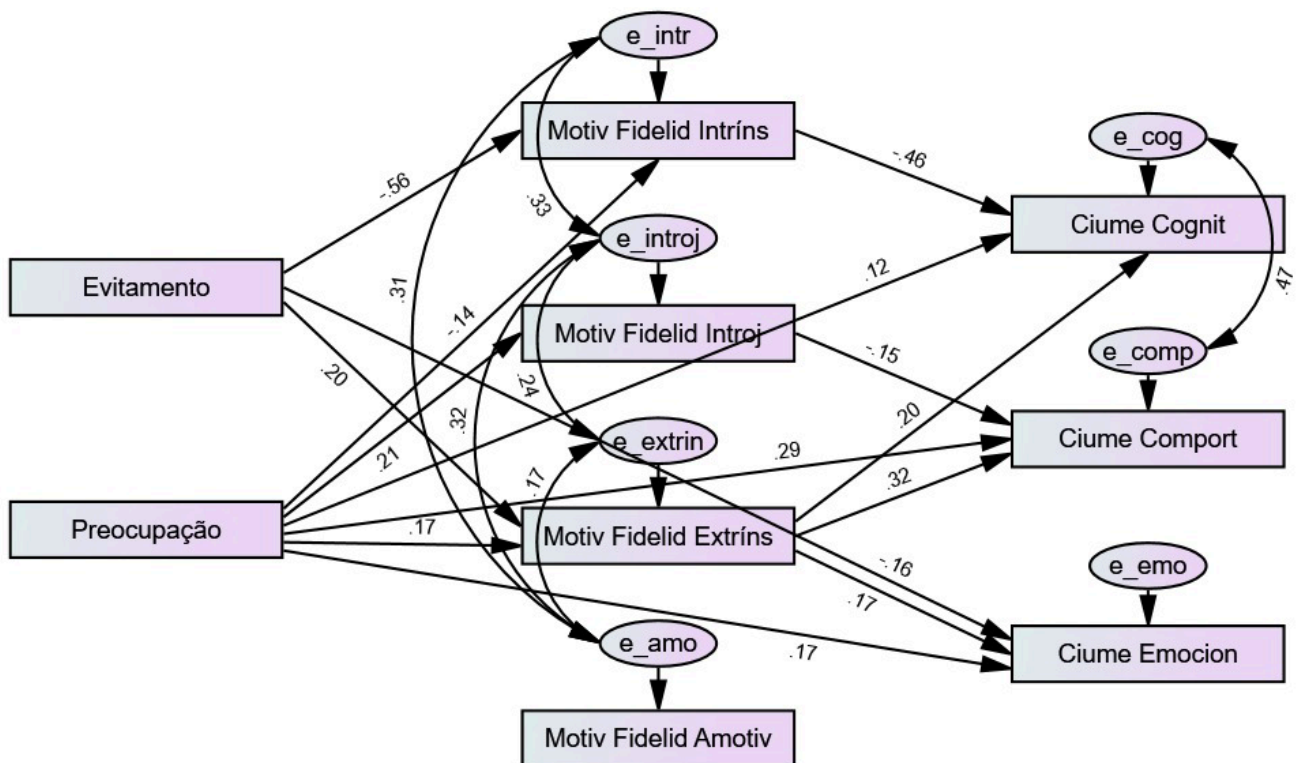 e_intr
Motiv Fidelid Intríns
e_cog
-.46
-.56
.33
Ciume Cognit
e_introj
Evitamento
.31
.12
.47
-.14
Motiv Fidelid Introj
-.15
e_comp
.20
.24
.32
.20
e_extrin
.29
Ciume Comport
.21
.17
.32
Preocupação
.17
Motiv Fidelid Extríns
-.16
e_emo
.17
e_amo
.17
Ciume Emocion
Motiv Fidelid Amotiv